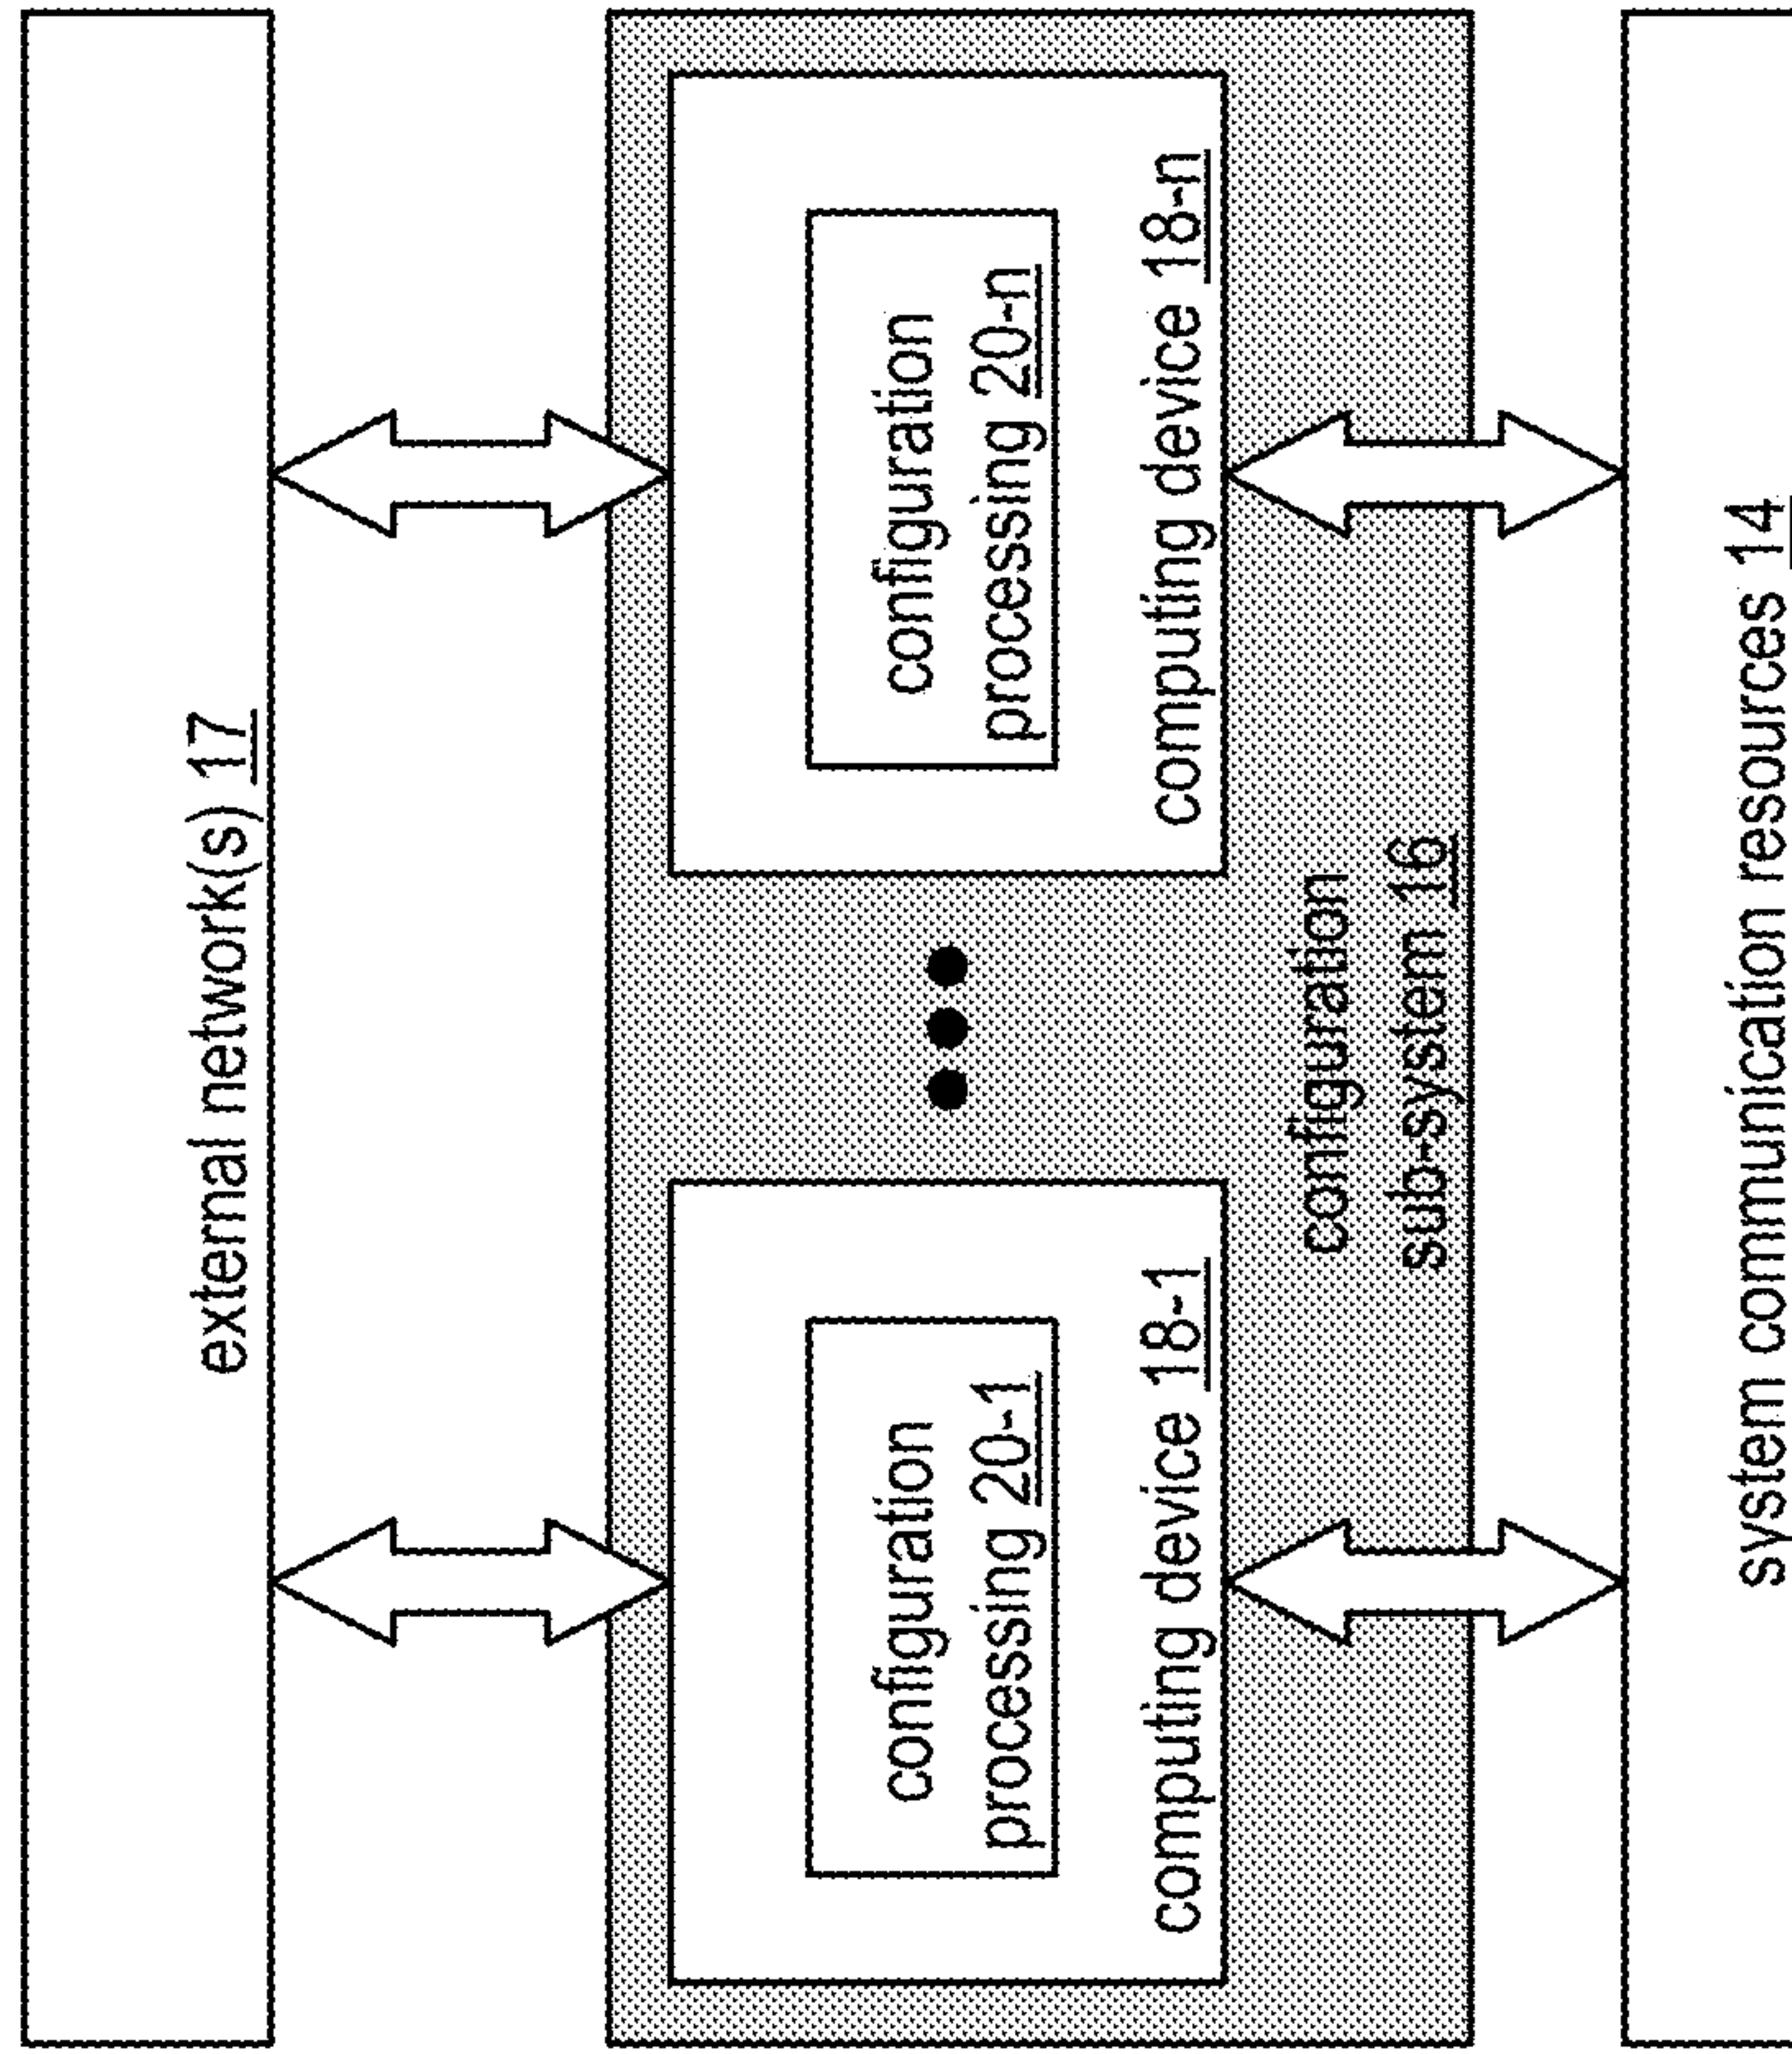 external network(s) 17
configuration
processing 20-1
computing device 18-1
configuration
processing 20-n
computing device 18-n
configuration
sub-system 16
system communication resources 14